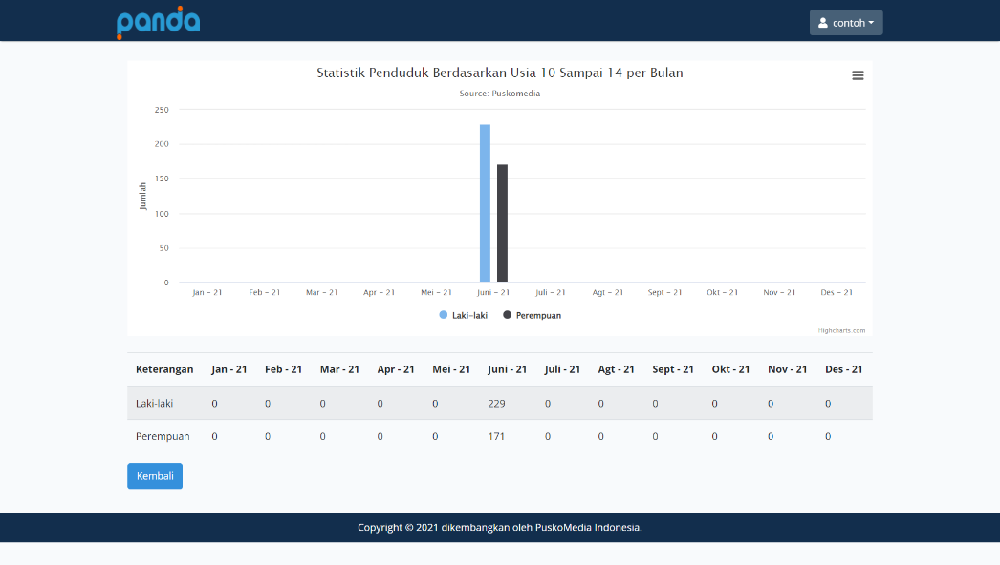 panda
contoh
Statistik Penduduk Berdasarkan Usia 10 Sampai 14 per Bulan
Source: Puskomedia
Jumlah
250
200
150
100
50
0
Jan - 21 Feb - 21 Mar - 21 Apr - 21 Mei - 21 Juni - 21 Juli - 21 Agt - 21 Sept - 21 Okt - 21 Nov - 21 Des - 21
Laki-laki Perempuan
Highcharts.com
Keterangan Jan - 21 Feb - 21 Mar - 21 Apr - 21 Mei - 21 Juni - 21 Juli - 21 Agt - 21 Sept - 21 Okt - 21 Nov - 21 Des - 21
Laki-laki 0 0 0 0 0 229 0 0 0 0 0 0
Perempuan 0 0 0 0 0 171 0 0 0 0 0 0
Kembali
Copyright © 2021 dikembangkan oleh PuskoMedia Indonesia.